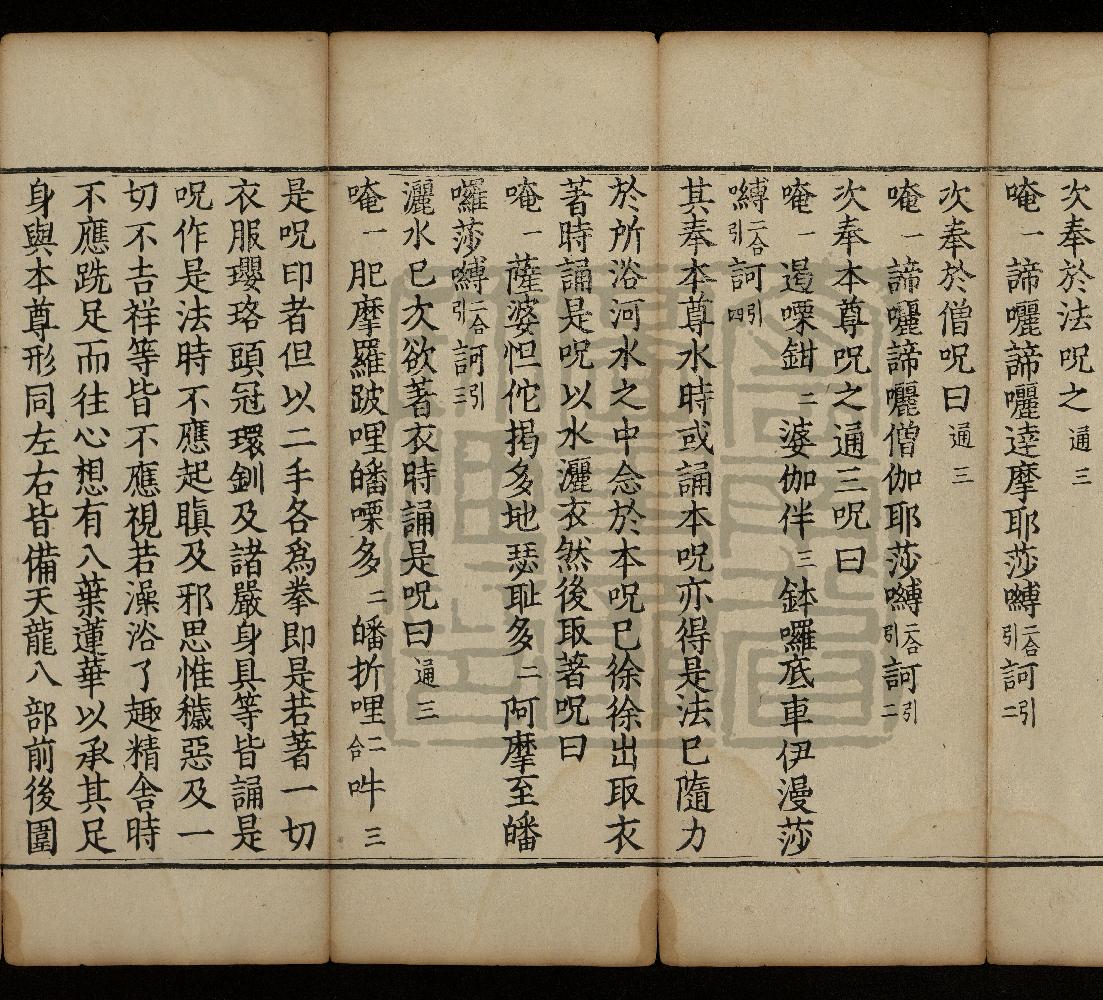 次奉於法呪之通三
唵一諦囉諦囉達摩耶莎嚩二合引訶引二
次奉於僧呪曰通三
唵一諦囉諦囉僧伽耶莎嚩二合引訶引二
次奉本尊呪之通三呪曰
唵一遏㗚鉗二婆伽伴三鉢囉底車伊漫莎
縛二合引訶引四
其奉本尊水時或誦本呪亦得是法已隨力
於所浴河水之中念於本呪已徐徐出取衣
著時誦是呪以水灑衣然後取著呪曰
唵一薩婆怛佗揭多地瑟耻多二阿摩至皤
囉莎嚩二合引訶引三
灑水已次欲著衣時誦是呪曰通三
唵一肥摩羅跛哩皤㗚多二皤折哩二合吽三
是呪印者但以二手各爲拳即是若著一切
衣服瓔珞頭冠環釧及諸嚴身具等皆誦是
呪作是法時不應起瞋及邪思惟穢惡及一
切不吉祥等皆不應視若澡浴了趣精舍時
不應跣足而往心想有八葉蓮華以承其足
身與本尊形同左右皆備天龍八部前後圍